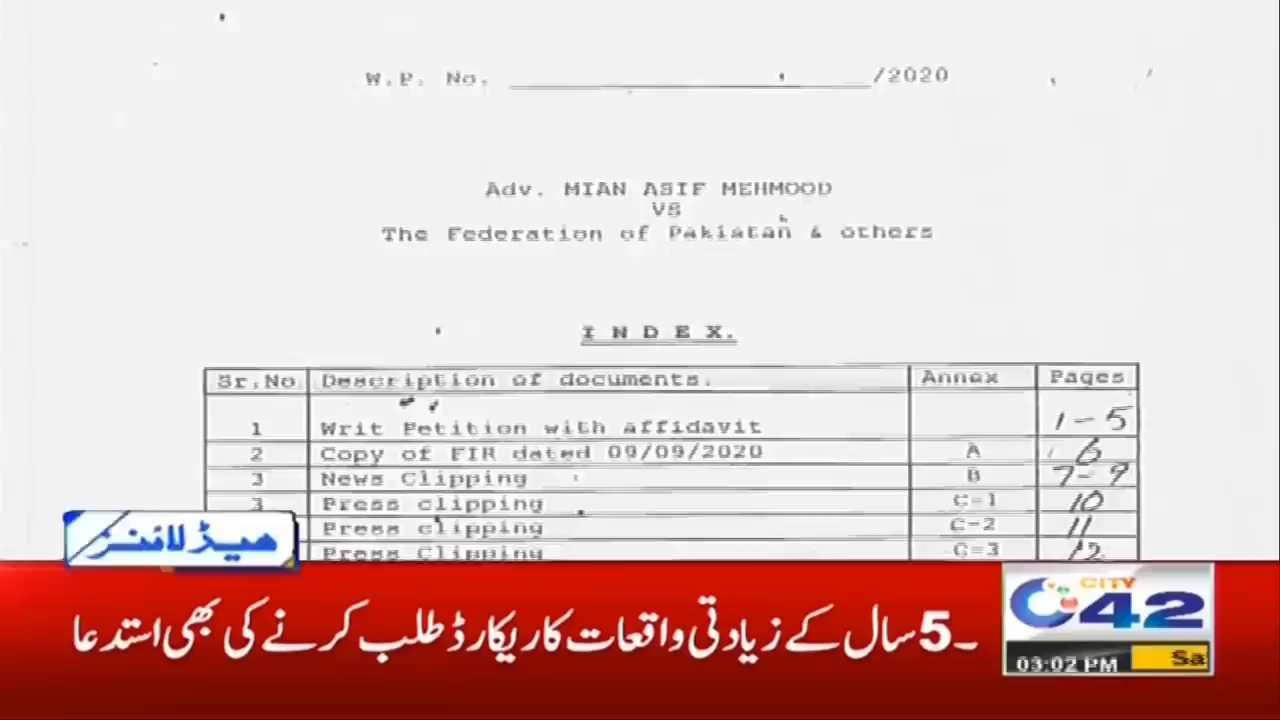 W.P. No. ____________/2020
Adv. MIAN ASIF MEHMOOD
VS
The Federation of Pakistan & others
I N D E X.
Sr.No Description of documents. Annex Pages
1 Writ Petition with affidavit 1-5
2 Copy of FIR dated 09/09/2020 A 6
3 News Clipping B 7-9
3 Press clipping C-1 10
Press clipping C-2 11
Press Clipping C=3 12
ہیڈلائنز
۔5 سال کے زیادتی واقعات کا ریکارڈ طلب کرنے کی بھی استدعا
CITY
42
03:02 PM Sa